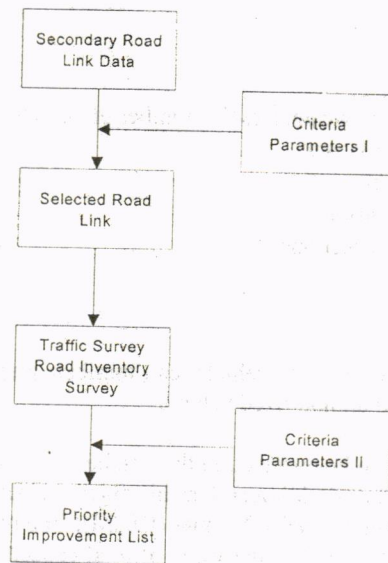 Secondary Road
Link Data
Criteria
Parameters I
Selected Road
Link
Traffic Survey
Road Inventory
Survey
Criteria
Parameters II
Priority
Improvement List